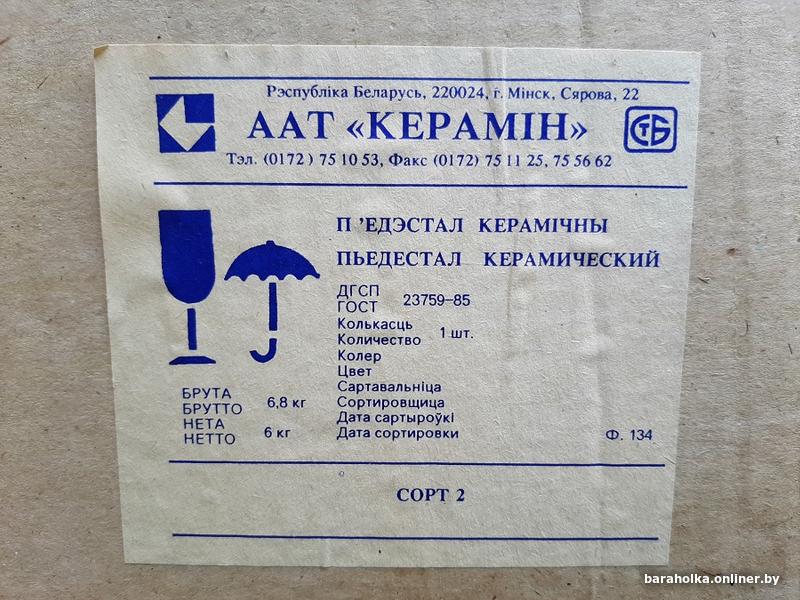 Рэспубліка Беларусь, 220024, г. Мінск, Сярова, 22
ААТ «КЕРАМІН»
СТБ
Тэл. (0172 ) 75 10 53, Факс (0172) 75 11 25, 75 56 62
П 'ЕДЭСТАЛ КЕРАМІЧНЫ
ПЬЕДЕСТАЛ КЕРАМИЧЕСКИЙ
ДГСП
ГОСТ 23759–85
Колькасць
Количество 1 шт.
Колер
Цвет
Сартавальніца
Сортировщица
Дата сартыроўкі
Дата сортировки
БРУТА
БРУТТО 6,8 кг
НЕТА
НЕТТО 6 кг
Ф. 134
СОРТ 2
baraholka.onliner.by